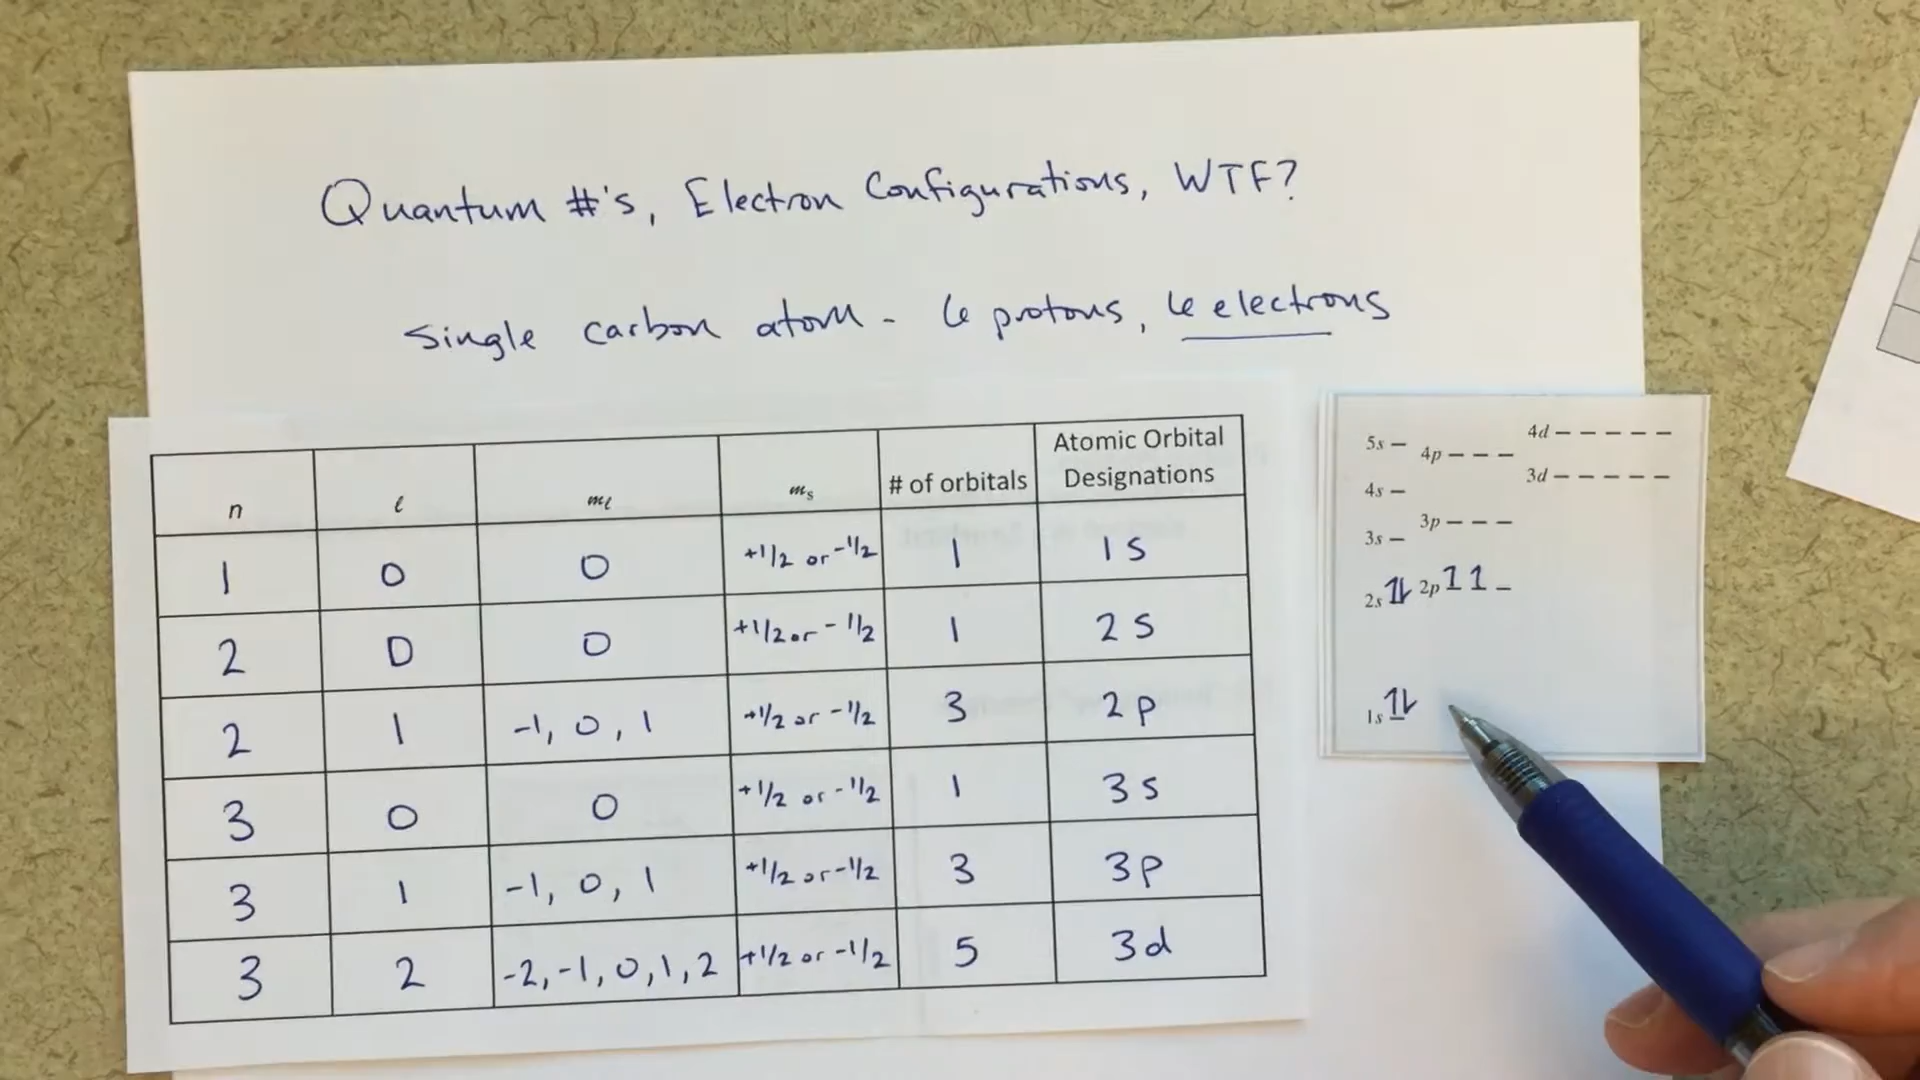 Quantum #'s, Electron Configurations, WTF?
Single carbon atom - 6 protons, 6 electrons
n ℓ mℓ ms # of orbitals Atomic Orbital Designations
1 0 0 +1/2 or -1/2 1 1s
2 0 0 +1/2 or -1/2 1 2s
2 1 -1, 0, 1 +1/2 or -1/2 3 2p
3 0 0 +1/2 or -1/2 1 3s
3 1 -1, 0, 1 +1/2 or -1/2 3 3p
3 2 -2, -1, 0, 1, 2 +1/2 or -1/2 5 3d
4d
5s 4p
3d
4s
3p
3s
2s ↿⇂ 2p ↿ ↿
1s ↿⇂